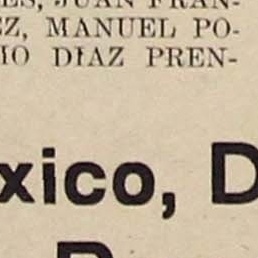 ES, JUAN FRAN-
EZ, MANUEL PO-
IO DIAZ PREN-
xico, D